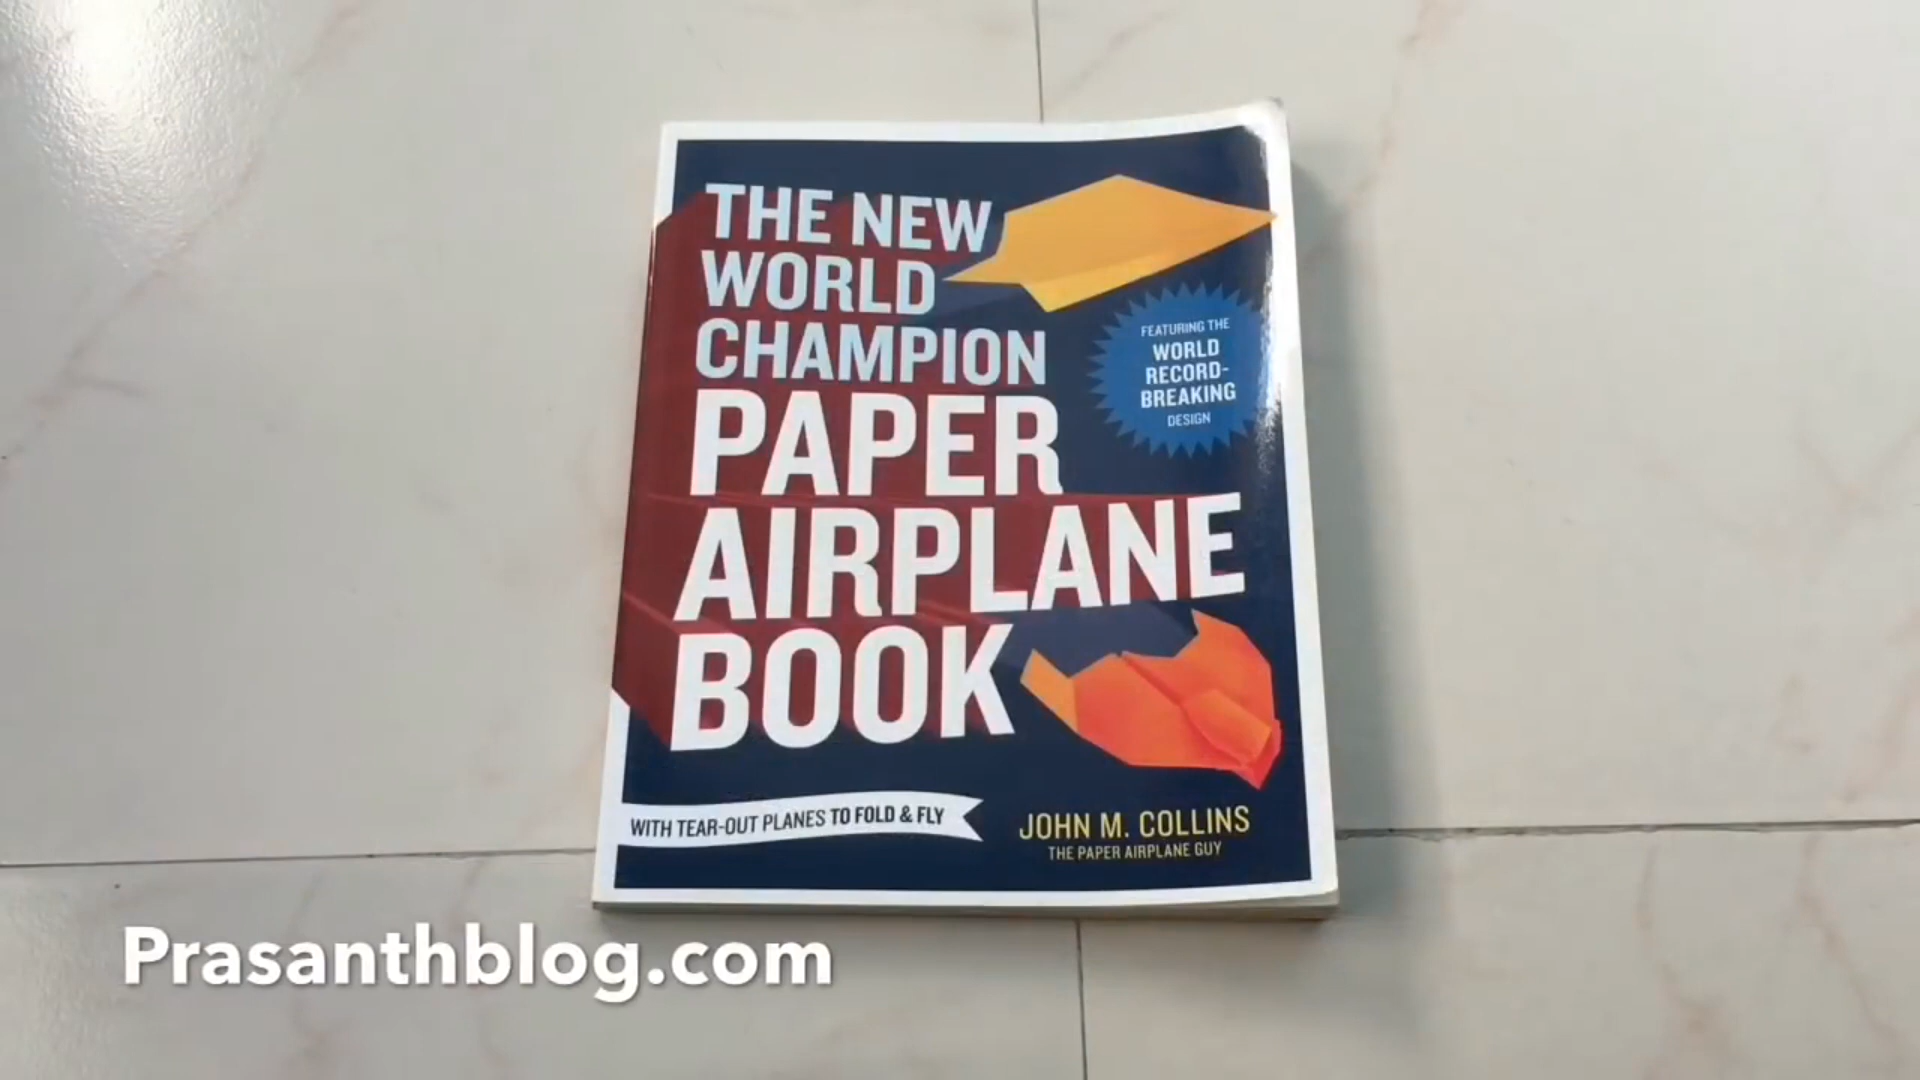 THE NEW
WORLD
CHAMPION
PAPER
AIRPLANE
BOOK
FEATURING THE
WORLD
RECORD-
BREAKING
DESIGN
WITH TEAR-OUT PLANES TO FOLD & FLY
JOHN M. COLLINS
THE PAPER AIRPLANE GUY
Prasanthblog.com